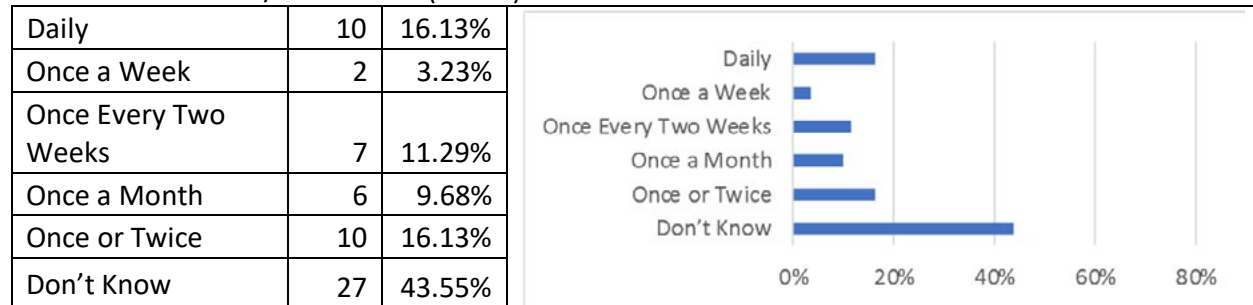 Daily 10 16.13%
Once a Week 2 3.23%
Once Every Two
Weeks 7 11.29%
Once a Month 6 9.68%
Once or Twice 10 16.13%
Don’t Know 27 43.55%
Daily
Once a Week
Once Every Two Weeks
Once a Month
Once or Twice
Don’t Know
0% 20% 40% 60% 80%